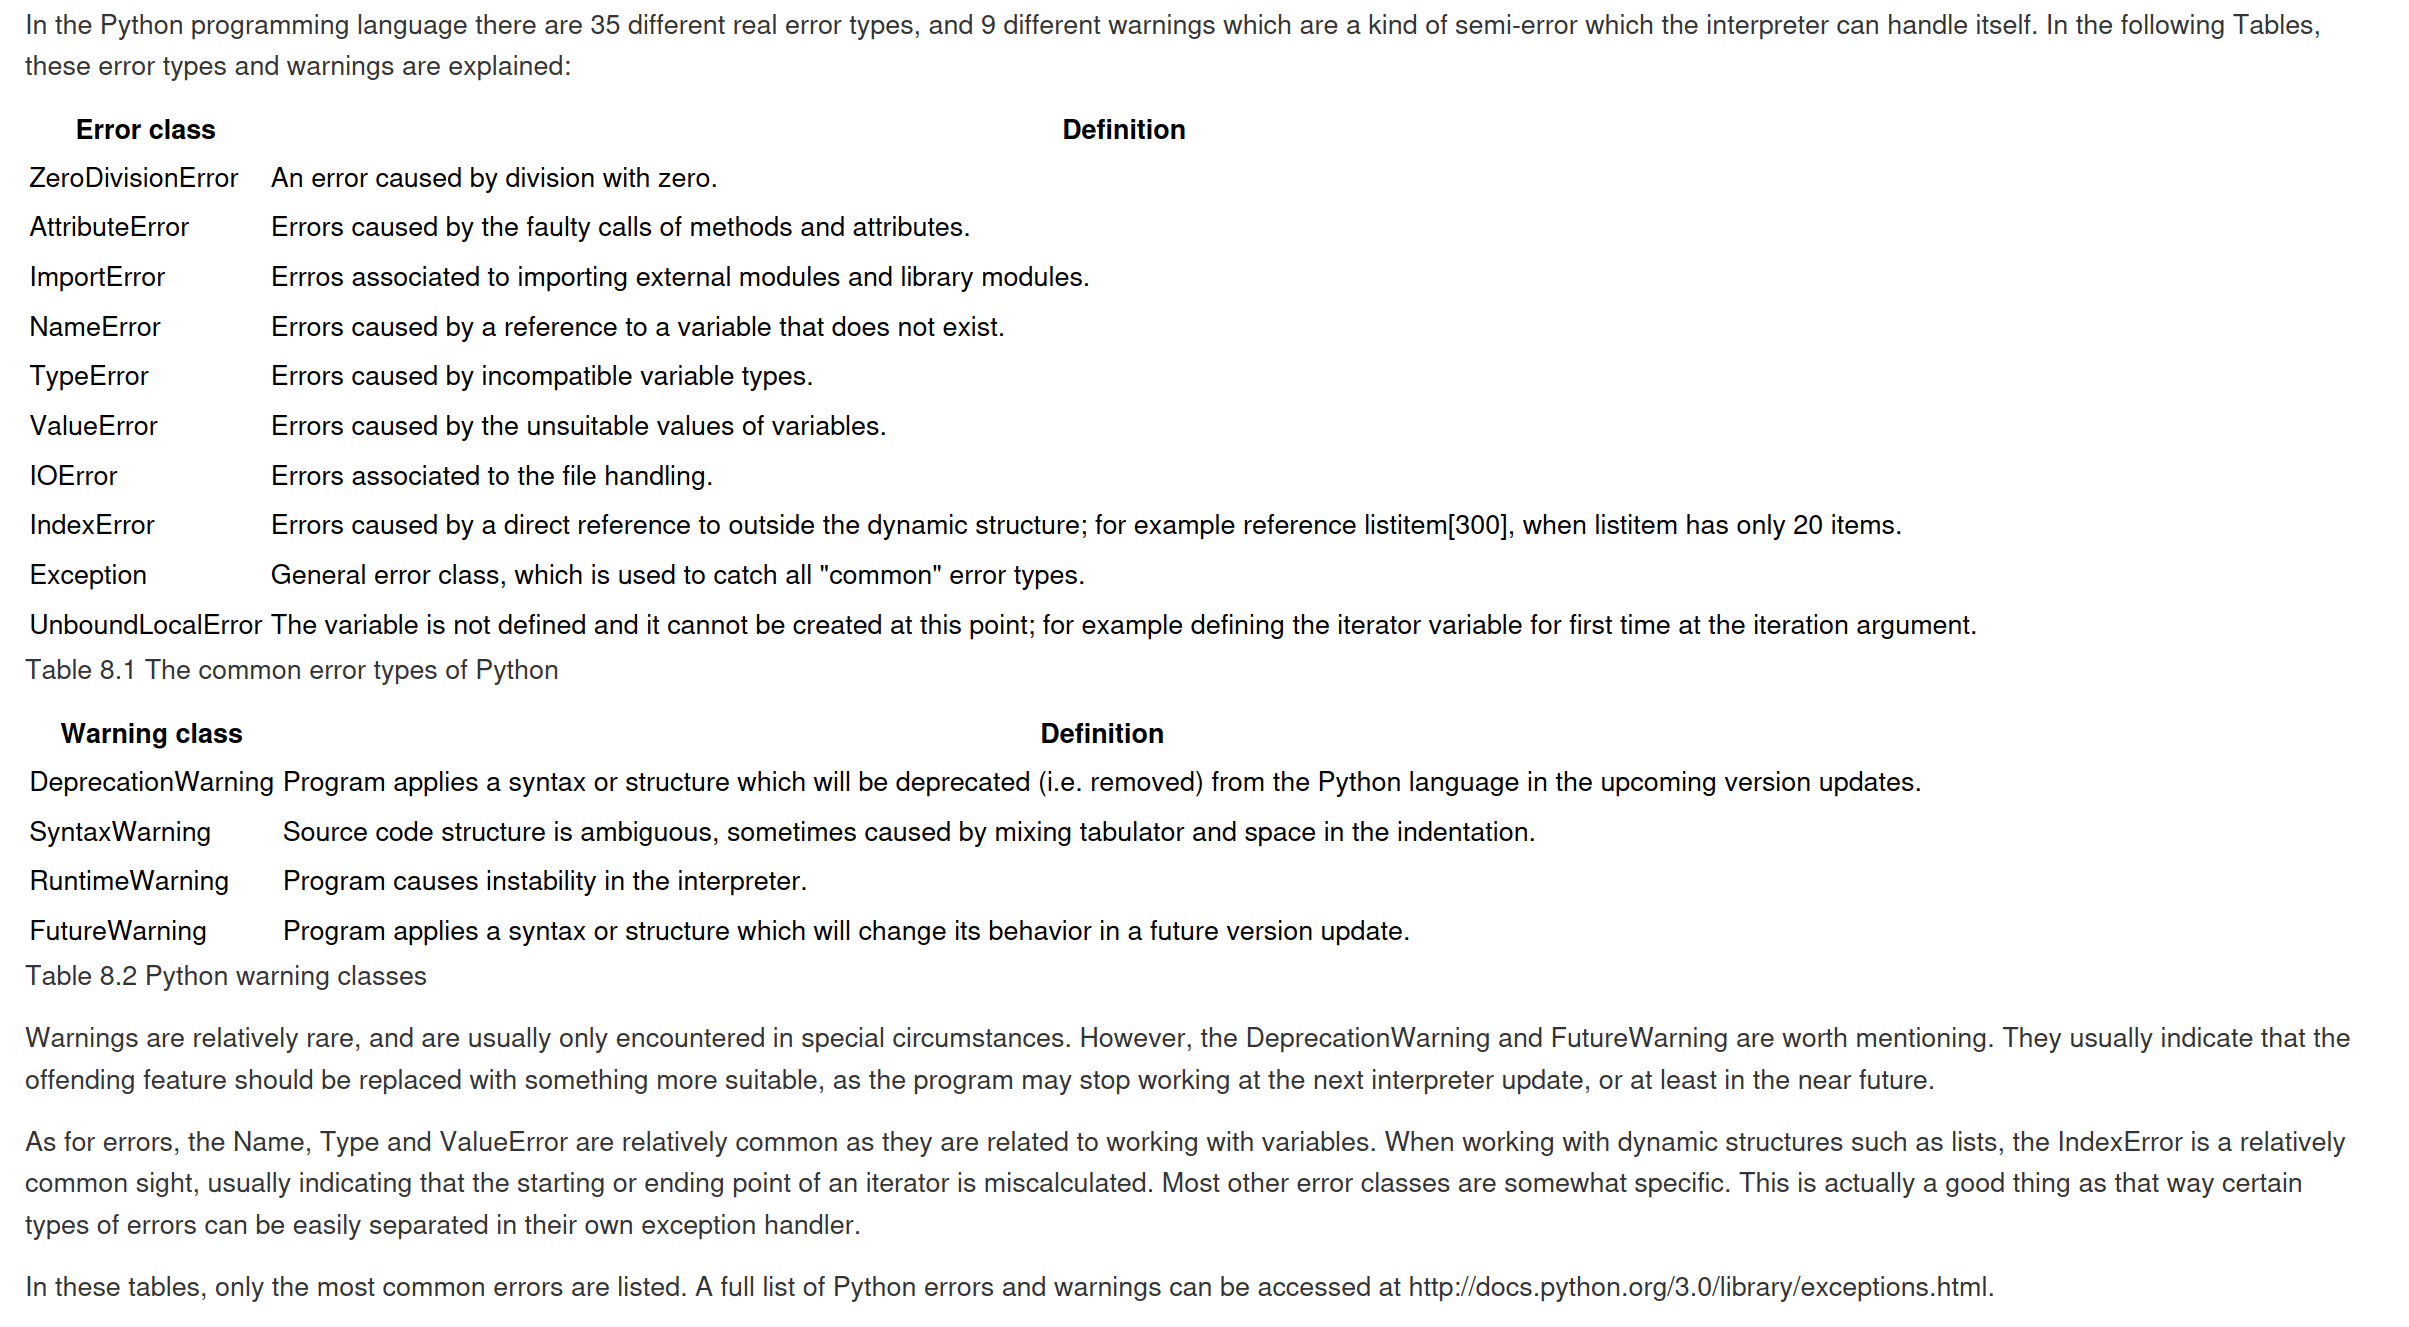 In the Python programming language there are 35 different real error types, and 9 different warnings which are a kind of semi-error which the interpreter can handle itself. In the following Tables,
these error types and warnings are explained:
Error class Definition
ZeroDivisionError An error caused by division with zero.
AttributeError Errors caused by the faulty calls of methods and attributes.
ImportError Errros associated to importing external modules and library modules.
NameError Errors caused by a reference to a variable that does not exist.
TypeError Errors caused by incompatible variable types.
ValueError Errors caused by the unsuitable values of variables.
IOError Errors associated to the file handling.
IndexError Errors caused by a direct reference to outside the dynamic structure; for example reference listitem[300], when listitem has only 20 items.
Exception General error class, which is used to catch all "common" error types.
UnboundLocalError The variable is not defined and it cannot be created at this point; for example defining the iterator variable for first time at the iteration argument.
Table 8.1 The common error types of Python
Warning class Definition
DeprecationWarning Program applies a syntax or structure which will be deprecated (i.e. removed) from the Python language in the upcoming version updates.
SyntaxWarning Source code structure is ambiguous, sometimes caused by mixing tabulator and space in the indentation.
RuntimeWarning Program causes instability in the interpreter.
FutureWarning Program applies a syntax or structure which will change its behavior in a future version update.
Table 8.2 Python warning classes
Warnings are relatively rare, and are usually only encountered in special circumstances. However, the DeprecationWarning and FutureWarning are worth mentioning. They usually indicate that the
offending feature should be replaced with something more suitable, as the program may stop working at the next interpreter update, or at least in the near future.
As for errors, the Name, Type and ValueError are relatively common as they are related to working with variables. When working with dynamic structures such as lists, the IndexError is a relatively
common sight, usually indicating that the starting or ending point of an iterator is miscalculated. Most other error classes are somewhat specific. This is actually a good thing as that way certain
types of errors can be easily separated in their own exception handler.
In these tables, only the most common errors are listed. A full list of Python errors and warnings can be accessed at http://docs.python.org/3.0/library/exceptions.html.